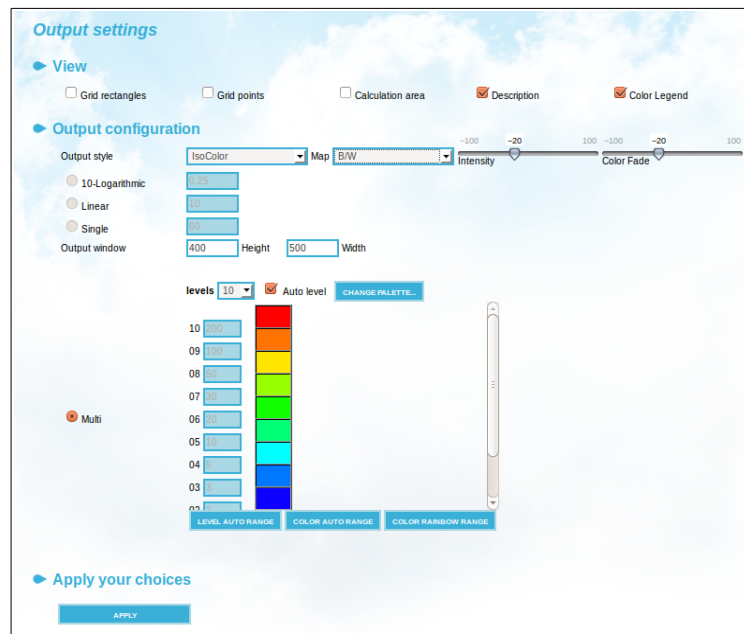 Output settings
View
Grid rectangles Grid points Calculation area Description Color Legend
Output configuration
-100 -20 100 -100 -20 100
Output style IsoColor Map B/W Intensity Color Fade
10-Logarithmic 0.25
Linear 10
Single
Output window 400 Height 500 Width
levels 10 Auto level CHANGE PALETTE...
10 200
09 100
08 50
07 30
Multi
06 20
05 10
04 5
03 3
02
LEVEL AUTO RANGE COLOR AUTO RANGE COLOR RAINBOW RANGE
Apply your choices
APPLY